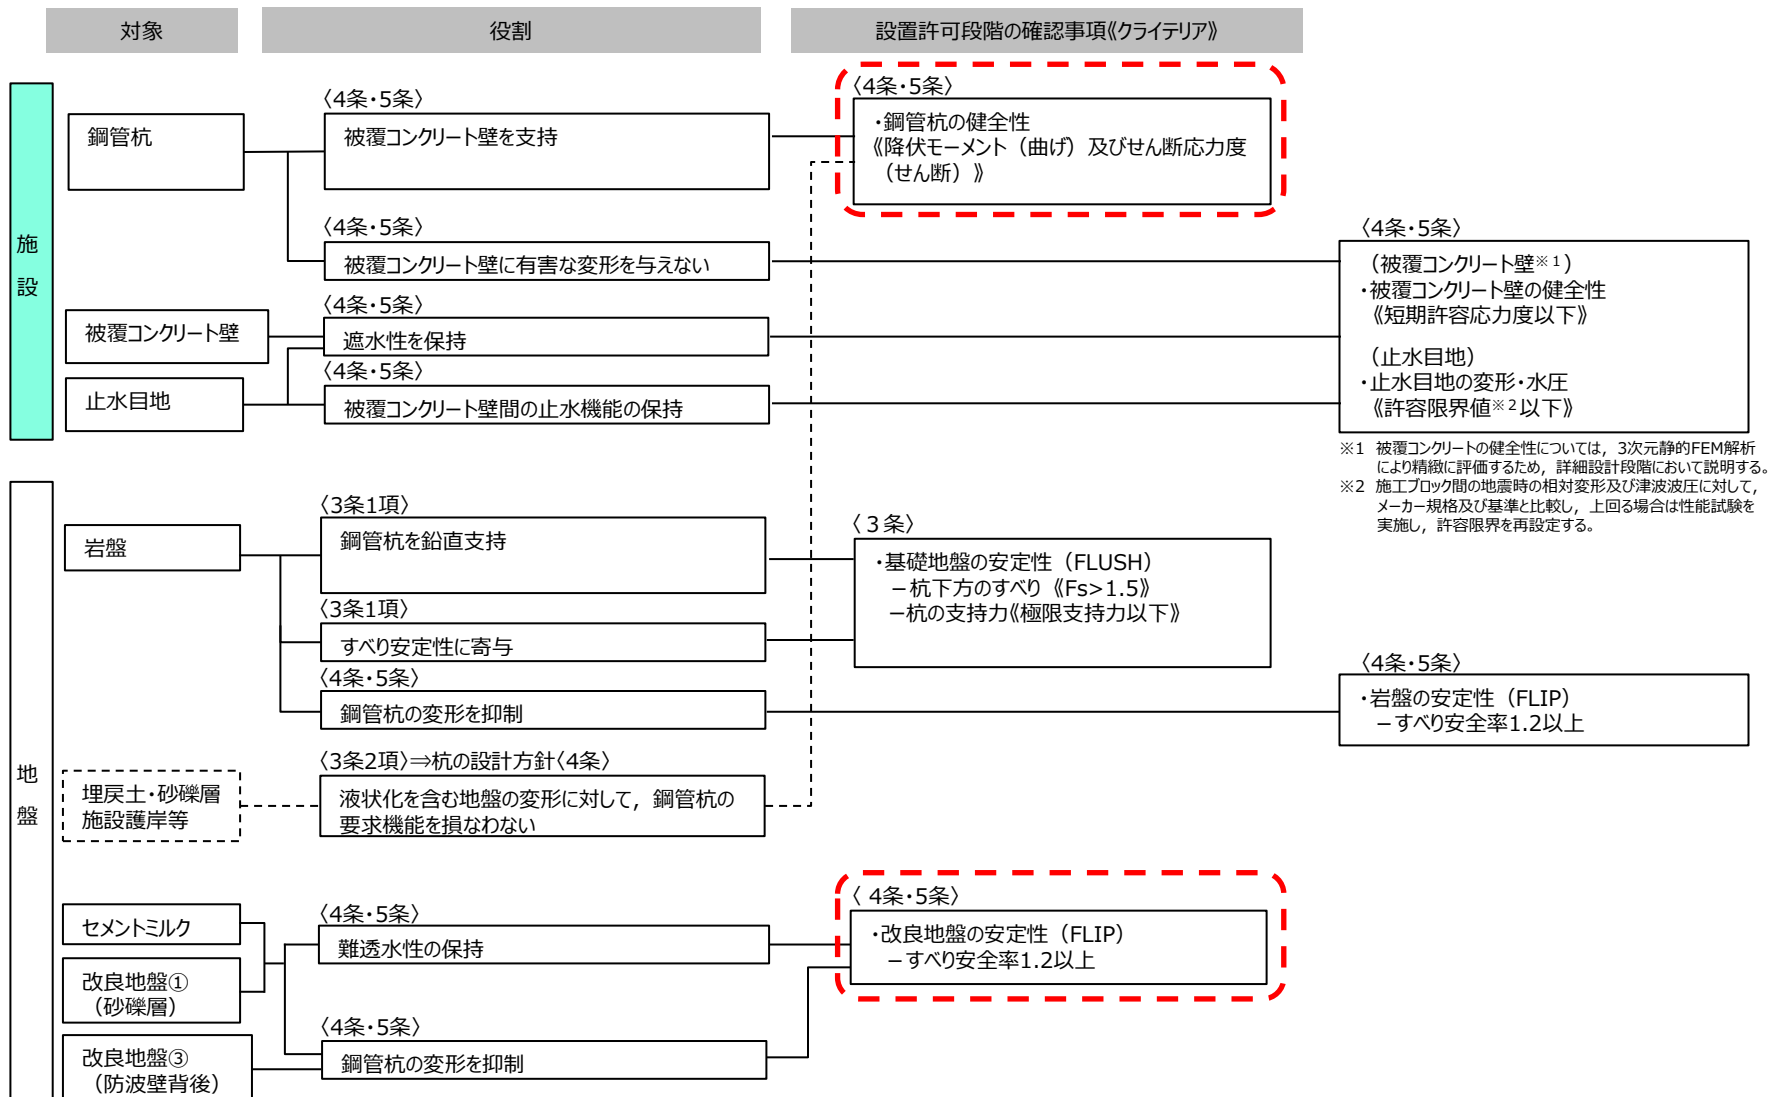 対象
役割
設置許可段階の確認事項《クライテリア》
施
設
鋼管杭
〈4条・5条〉
被覆コンクリート壁を支持
〈4条・5条〉
・鋼管杭の健全性
《降伏モーメント（曲げ）及びせん断応力度
（せん断）》
〈4条・5条〉
被覆コンクリート壁に有害な変形を与えない
被覆コンクリート壁
〈4条・5条〉
遮水性を保持
止水目地
〈4条・5条〉
被覆コンクリート壁間の止水機能の保持
〈4条・5条〉
（被覆コンクリート壁※1）
・被覆コンクリート壁の健全性
《短期許容応力度以下》
（止水目地）
・止水目地の変形・水圧
《許容限界値※2以下》
※1 被覆コンクリートの健全性については，3次元静的FEM解析
により精緻に評価するため，詳細設計段階において説明する。
※2 施工ブロック間の地震時の相対変形及び津波波圧に対して，
メーカー規格及び基準と比較し，上回る場合は性能試験を
実施し，許容限界を再設定する。
地
盤
岩盤
〈3条1項〉
鋼管杭を鉛直支持
〈3条1項〉
すべり安定性に寄与
〈3条〉
・基礎地盤の安定性（FLUSH）
－杭下方のすべり《Fs>1.5》
－杭の支持力《極限支持力以下》
〈4条・5条〉
鋼管杭の変形を抑制
〈4条・5条〉
・岩盤の安定性（FLIP）
－すべり安全率1.2以上
埋戻土・砂礫層
施設護岸等
〈3条2項〉⇒杭の設計方針〈4条〉
液状化を含む地盤の変形に対して，鋼管杭の
要求機能を損なわない
セメントミルク
改良地盤①
（砂礫層）
〈4条・5条〉
難透水性の保持
〈4条・5条〉
・改良地盤の安定性（FLIP）
－すべり安全率1.2以上
改良地盤③
（防波壁背後）
〈4条・5条〉
鋼管杭の変形を抑制